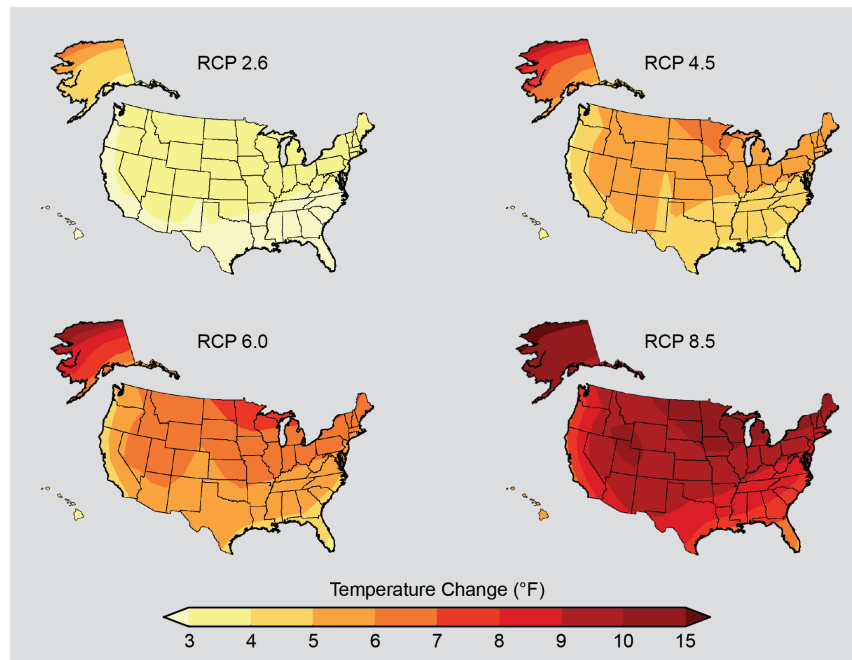 RCP 2.6
RCP 4.5
RCP 6.0
RCP 8.5
Temperature Change (°F)
3 4 5 6 7 8 9 10 15